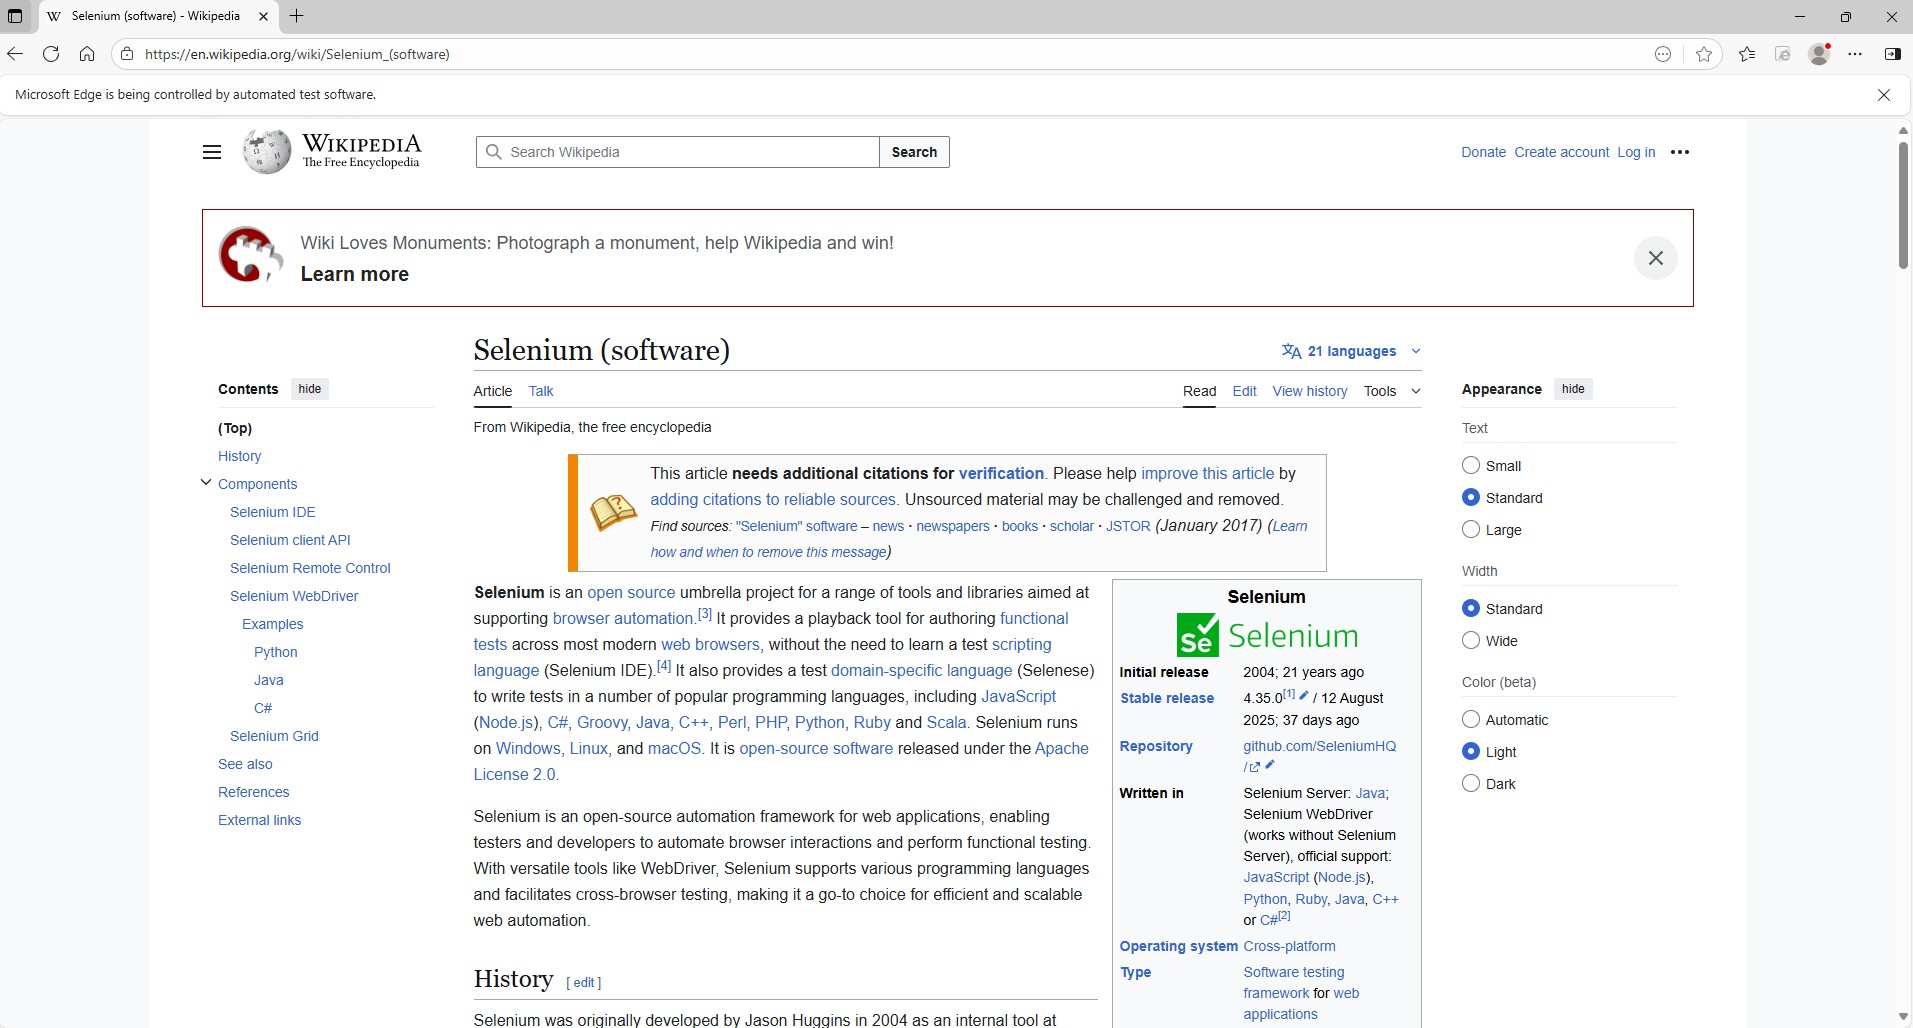 Selenium (software) - Wikipedia
https://en.wikipedia.org/wiki/Selenium_(software)
Microsoft Edge is being controlled by automated test software.
WIKIPEDIA
The Free Encyclopedia
Search Wikipedia
Search
Donate Create account Log in
Wiki Loves Monuments: Photograph a monument, help Wikipedia and win!
Learn more
Selenium (software)
21 languages
Contents hide
(Top)
History
Components
Selenium IDE
Selenium client API
Selenium Remote Control
Selenium WebDriver
Examples
Python
Java
C#
Selenium Grid
See also
References
External links
Article Talk
Read Edit View history Tools
From Wikipedia, the free encyclopedia
This article needs additional citations for verification. Please help improve this article by
adding citations to reliable sources. Unsourced material may be challenged and removed.
Find sources: "Selenium" software – news · newspapers · books · scholar · JSTOR (January 2017) (Learn
how and when to remove this message)
Selenium is an open source umbrella project for a range of tools and libraries aimed at
supporting browser automation.[3] It provides a playback tool for authoring functional
tests across most modern web browsers, without the need to learn a test scripting
language (Selenium IDE).[4] It also provides a test domain-specific language (Selenese)
to write tests in a number of popular programming languages, including JavaScript
(Node.js), C#, Groovy, Java, C++, Perl, PHP, Python, Ruby and Scala. Selenium runs
on Windows, Linux, and macOS. It is open-source software released under the Apache
License 2.0.
Selenium is an open-source automation framework for web applications, enabling
testers and developers to automate browser interactions and perform functional testing.
With versatile tools like WebDriver, Selenium supports various programming languages
and facilitates cross-browser testing, making it a go-to choice for efficient and scalable
web automation.
History [ edit ]
Selenium was originally developed by Jason Huggins in 2004 as an internal tool at
Selenium
Se Selenium
Initial release 2004; 21 years ago
Stable release 4.35.0[1] / 12 August
2025; 37 days ago
Repository github.com/SeleniumHQ
/
Written in Selenium Server: Java;
Selenium WebDriver
(works without Selenium
Server), official support:
JavaScript (Node.js),
Python, Ruby, Java, C++
or C#[2]
Operating system Cross-platform
Type Software testing
framework for web
applications
Appearance hide
Text
Small
Standard
Large
Width
Standard
Wide
Color (beta)
Automatic
Light
Dark